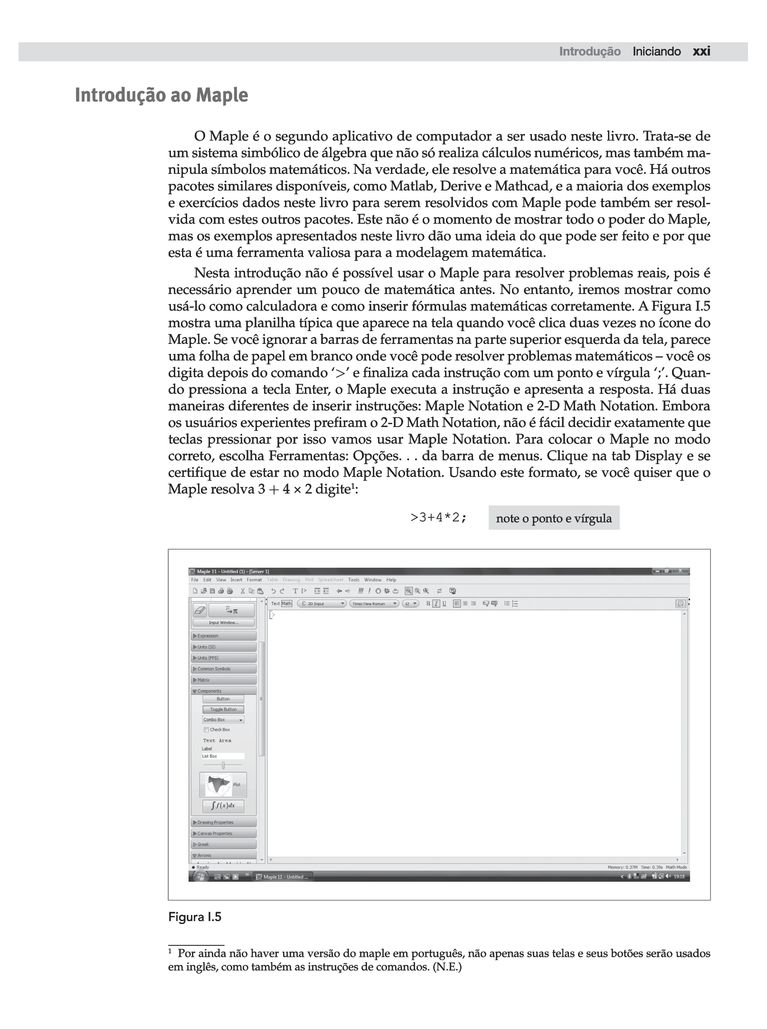 Introdução Iniciando xxi
Introdução ao Maple
O Maple é o segundo aplicativo de computador a ser usado neste livro. Trata-se de
um sistema simbólico de álgebra que não só realiza cálculos numéricos, mas também ma-
nipula símbolos matemáticos. Na verdade, ele resolve a matemática para você. Há outros
pacotes similares disponíveis, como Matlab, Derive e Mathcad, e a maioria dos exemplos
e exercícios dados neste livro para serem resolvidos com Maple pode também ser resol-
vida com estes outros pacotes. Este não é o momento de mostrar todo o poder do Maple,
mas os exemplos apresentados neste livro dão uma ideia do que pode ser feito e por que
esta é uma ferramenta valiosa para a modelagem matemática.
Nesta introdução não é possível usar o Maple para resolver problemas reais, pois é
necessário aprender um pouco de matemática antes. No entanto, iremos mostrar como
usá-lo como calculadora e como inserir fórmulas matemáticas corretamente. A Figura I.5
mostra uma planilha típica que aparece na tela quando você clica duas vezes no ícone do
Maple. Se você ignorar a barras de ferramentas na parte superior esquerda da tela, parece
uma folha de papel em branco onde você pode resolver problemas matemáticos – você os
digita depois do comando ‘>’ e finaliza cada instrução com um ponto e vírgula ‘;’. Quan-
do pressiona a tecla Enter, o Maple executa a instrução e apresenta a resposta. Há duas
maneiras diferentes de inserir instruções: Maple Notation e 2-D Math Notation. Embora
os usuários experientes prefiram o 2-D Math Notation, não é fácil decidir exatamente que
teclas pressionar por isso vamos usar Maple Notation. Para colocar o Maple no modo
correto, escolha Ferramentas: Opções. . . da barra de menus. Clique na tab Display e se
certifique de estar no modo Maple Notation. Usando este formato, se você quiser que o
Maple resolva 3 + 4 × 2 digite¹:
>3+4*2; note o ponto e vírgula
Maple 11 - Untitled (1) - [Server 1]
File Edit View Insert Format Table Drawing Plot Spreadsheet Tools Window Help
Text Math C 2D Input Times New Roman 12 B I U
Input Window...
Expression
Units (SI)
Units (FPS)
Common Symbols
Matrix
Components
Button
Toggle Button
Combo Box
Check Box
Text Area
Label
List Box
Plot
∫f(x)dx
Drawing Properties
Canvas Properties
Greek
Arrows
Ready Memory: 0.37M Time: 0.39s Math Mode
Maple 11 - Untitled ... 19:18
Figura I.5
¹ Por ainda não haver uma versão do maple em português, não apenas suas telas e seus botões serão usados
em inglês, como também as instruções de comandos. (N.E.)